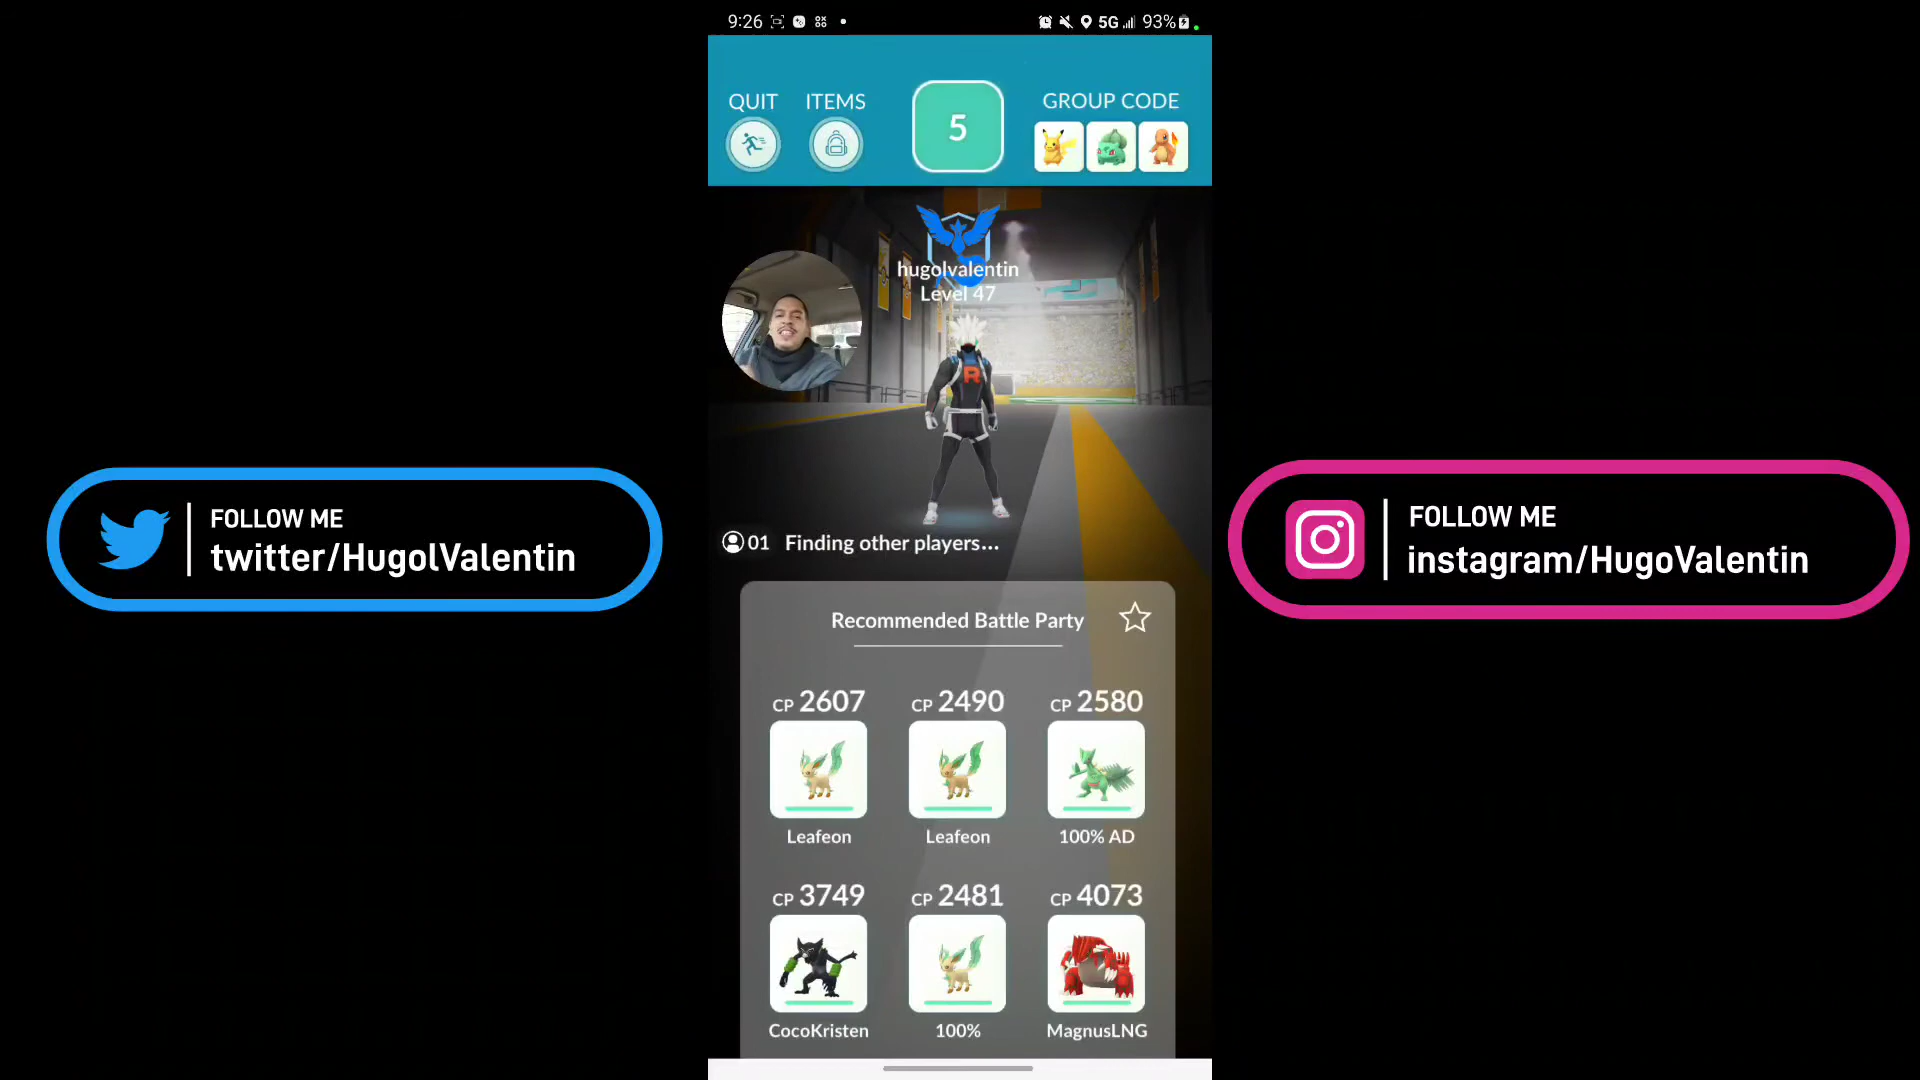 9:26
5G
93%
QUIT
ITEMS
5
GROUP CODE
hugolvalentin
Level 47
R
FOLLOW ME
twitter/HugolValentin
FOLLOW ME
instagram/HugoValentin
01 Finding other players...
Recommended Battle Party
CP 2607
CP 2490
CP 2580
Leafeon
Leafeon
100% AD
CP 3749
CP 2481
CP 4073
CocoKristen
100%
MagnusLNG